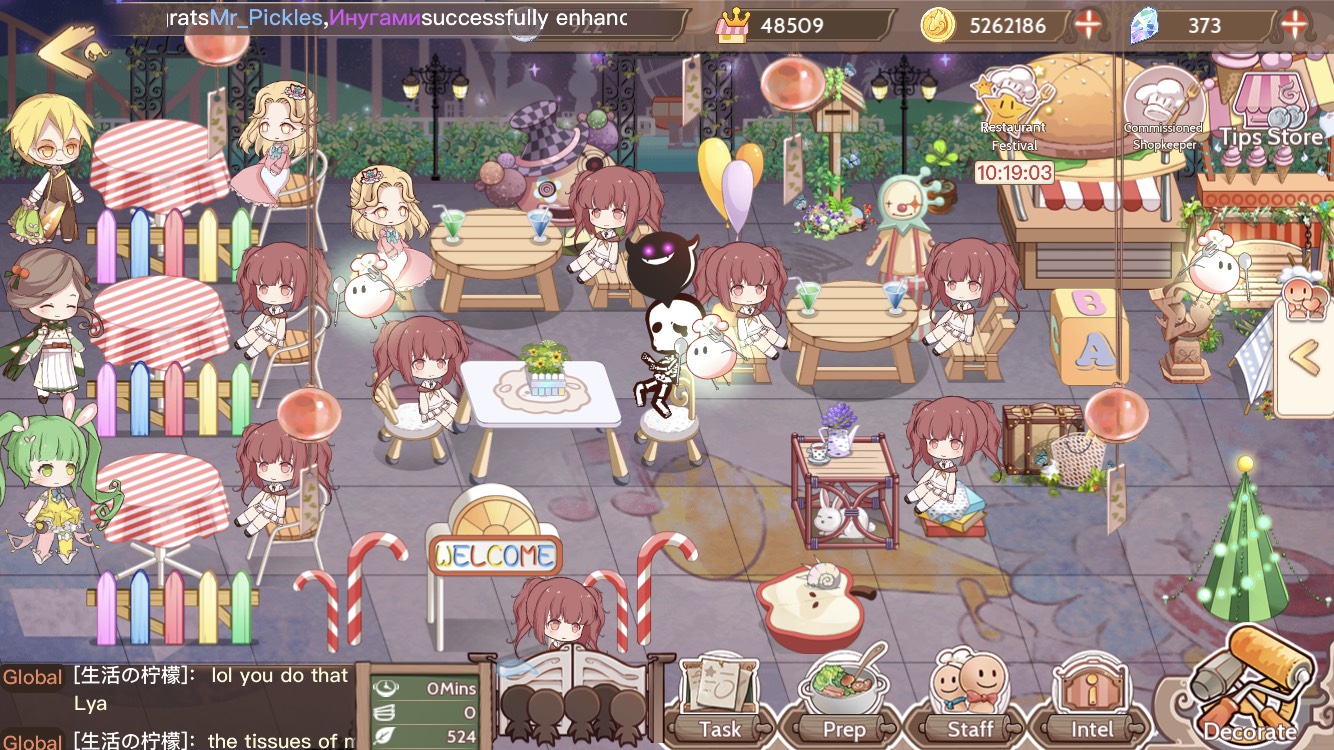 ratsMr_Pickles,Инугамиsuccessfully enhanc
922
48509
5262186
373
Restaurant
Festival
10:19:03
Commissioned
Shopkeeper
Tips Store
B
A
WELCOME
Global [生活の柠檬]: lol you do that
Lya
Global [生活の柠檬]: the tissues of m
0Mins
0
524
Task
Prep
Staff
Intel
Decorate